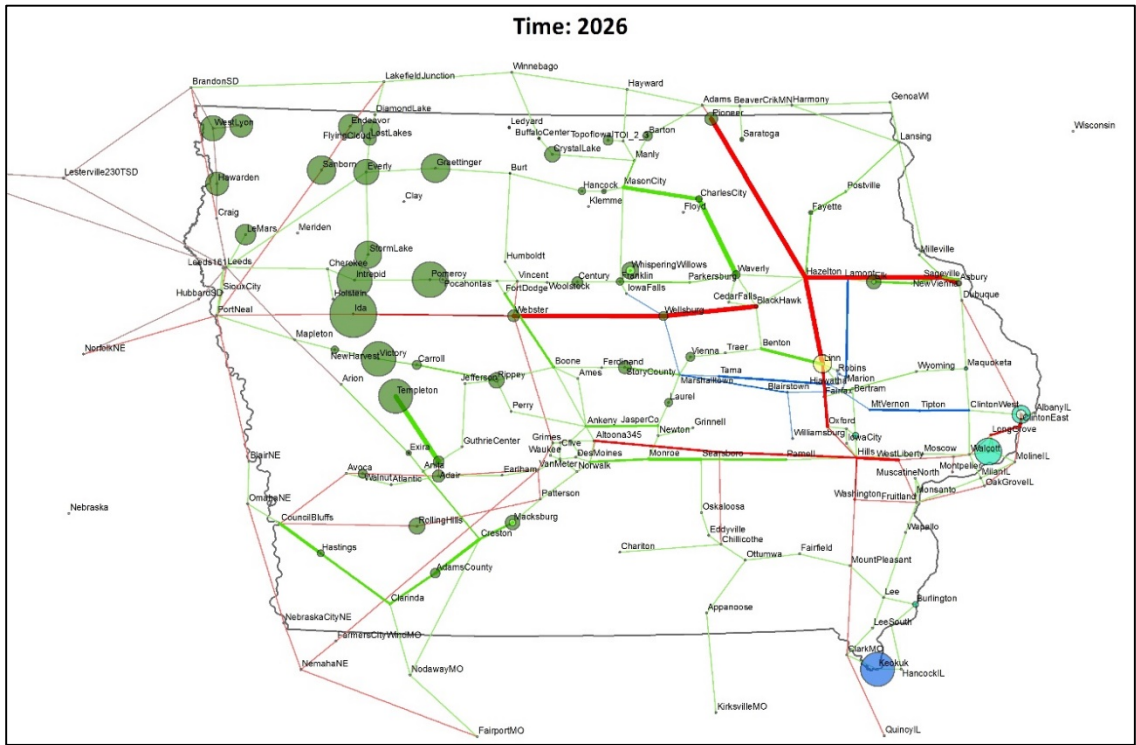 Time: 2026
Winnebago
LakefieldJunction
BrandonSD
Hayward
Adams
BeaverCrikMN
Harmony
GenoaWI
DiamondLake
Pioneer
Wisconsin
WestLyon
Endeavor
FlyingCloud
LostLakes
Ledyard
BuffaloCenter
Barton
Saratoga
Lansing
CrystalLake
Manly
Lesterville230TSD
Sanborn
Everly
Graettinger
Burt
Hawarden
Hancock
MasonCity
Klemme
CharlesCity
Postville
Clay
Floyd
Fayette
Craig
LeMars
Meriden
StormLake
Milleville
Leeds161
Leeds
Cherokee
Intrepid
Pomeroy
Pocahontas
Humboldt
Vincent
Century
Woolstock
WhisperingWillows
Franklin
Parkersburg
Waverly
Hazelton
Lamont
Sageville
Asbury
SiouxCity
HubbardSD
Holstein
FortDodge
IowaFalls
CedarFalls
BlackHawk
NewVienna
Dubuque
PortNeal
Ida
Webster
Wellsburg
Mapleton
NorfolkNE
NewHarvest
Victory
Carroll
Boone
Ferdinand
Vienna
Traer
Benton
Linn
Robins
Wyoming
Maquoketa
Arion
Jefferson
Rippey
Ames
StoryCounty
Marshalltown
Tama
Hiawatha
Marion
Templeton
Blairstown
Fairfax
Bertram
Perry
Laurel
MtVernon
Tipton
ClintonWest
AlbanyIL
ClintonEast
Ankeny
JasperCo
Grinnell
Williamsburg
Oxford
IowaCity
LongGrove
Exira
GuthrieCenter
Grimes
Clive
Altoona345
Newton
Waukee
DesMoines
Monroe
Searsboro
Parnell
Hills
WestLiberty
Moscow
Walcott
BlairNE
Avoca
Anita
Adair
Earlham
VanMeter
Norwalk
Montpelier
MolineIL
MilanIL
Walnut
Atlantic
MuscatineNorth
OakGroveIL
Nebraska
OmahaNE
Patterson
Washington
Fruitland
Monsanto
CouncilBluffs
RollingHills
Macksburg
Oskaloosa
Wapallo
Creston
Eddyville
Chillicothe
Hastings
Chariton
Ottumwa
Fairfield
MountPleasant
AdamsCounty
Clarinda
Lee
Burlington
Appanoose
NebraskaCityNE
LeeSouth
FarmersCityWindMO
ClarkMO
NemahaNE
NodawayMO
Keokuk
HancockIL
KirksvilleMO
FairportMO
QuincyIL